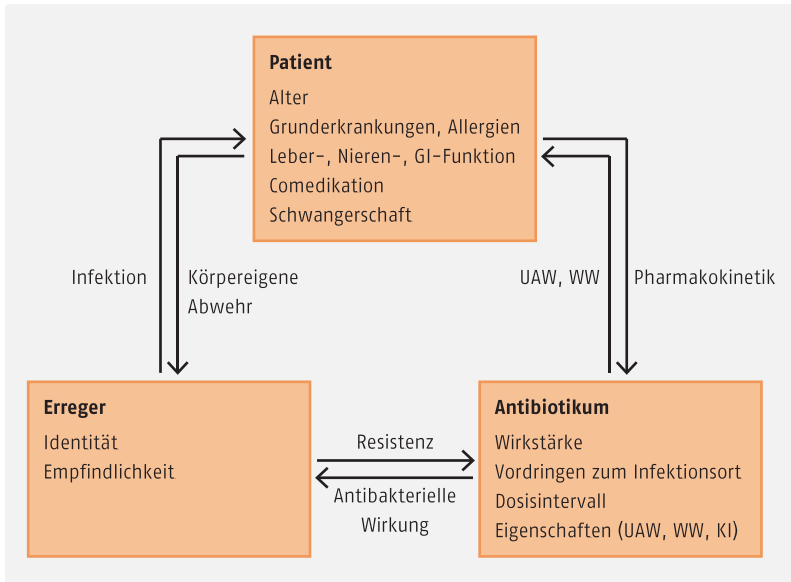 Patient
Alter
Grunderkrankungen, Allergien
Leber-, Nieren-, GI-Funktion
Comedikation
Schwangerschaft
Infektion
Körpereigene
Abwehr
UAW, WW
Pharmakokinetik
Erreger
Identität
Empfindlichkeit
Resistenz
Antibakterielle
Wirkung
Antibiotikum
Wirkstärke
Vordringen zum Infektionsort
Dosisintervall
Eigenschaften (UAW, WW, KI)